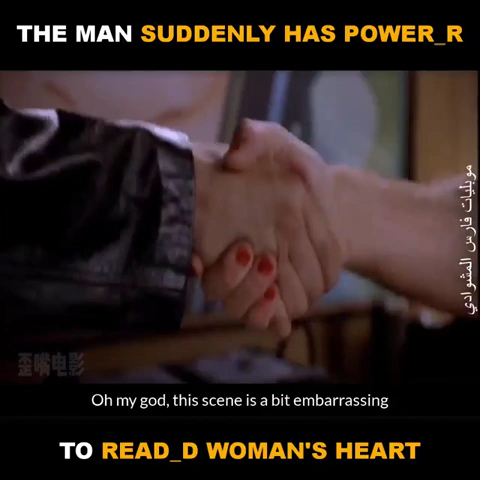 THE MAN SUDDENLY HAS POWER_R
موبليات فارس المشوادي
歪嘴电影
Oh my god, this scene is a bit embarrassing
TO READ_D WOMAN'S HEART